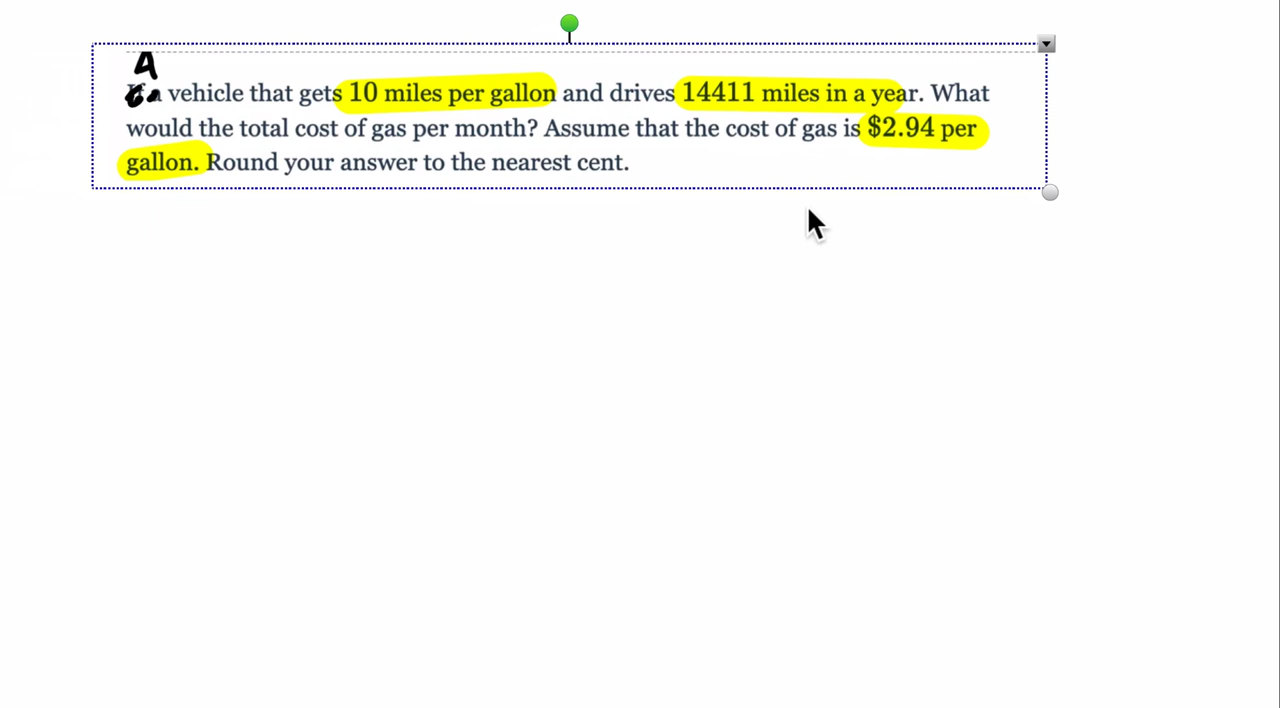 A
vehicle that gets 10 miles per gallon and drives 14411 miles in a year. What
would the total cost of gas per month? Assume that the cost of gas is $2.94 per
gallon. Round your answer to the nearest cent.